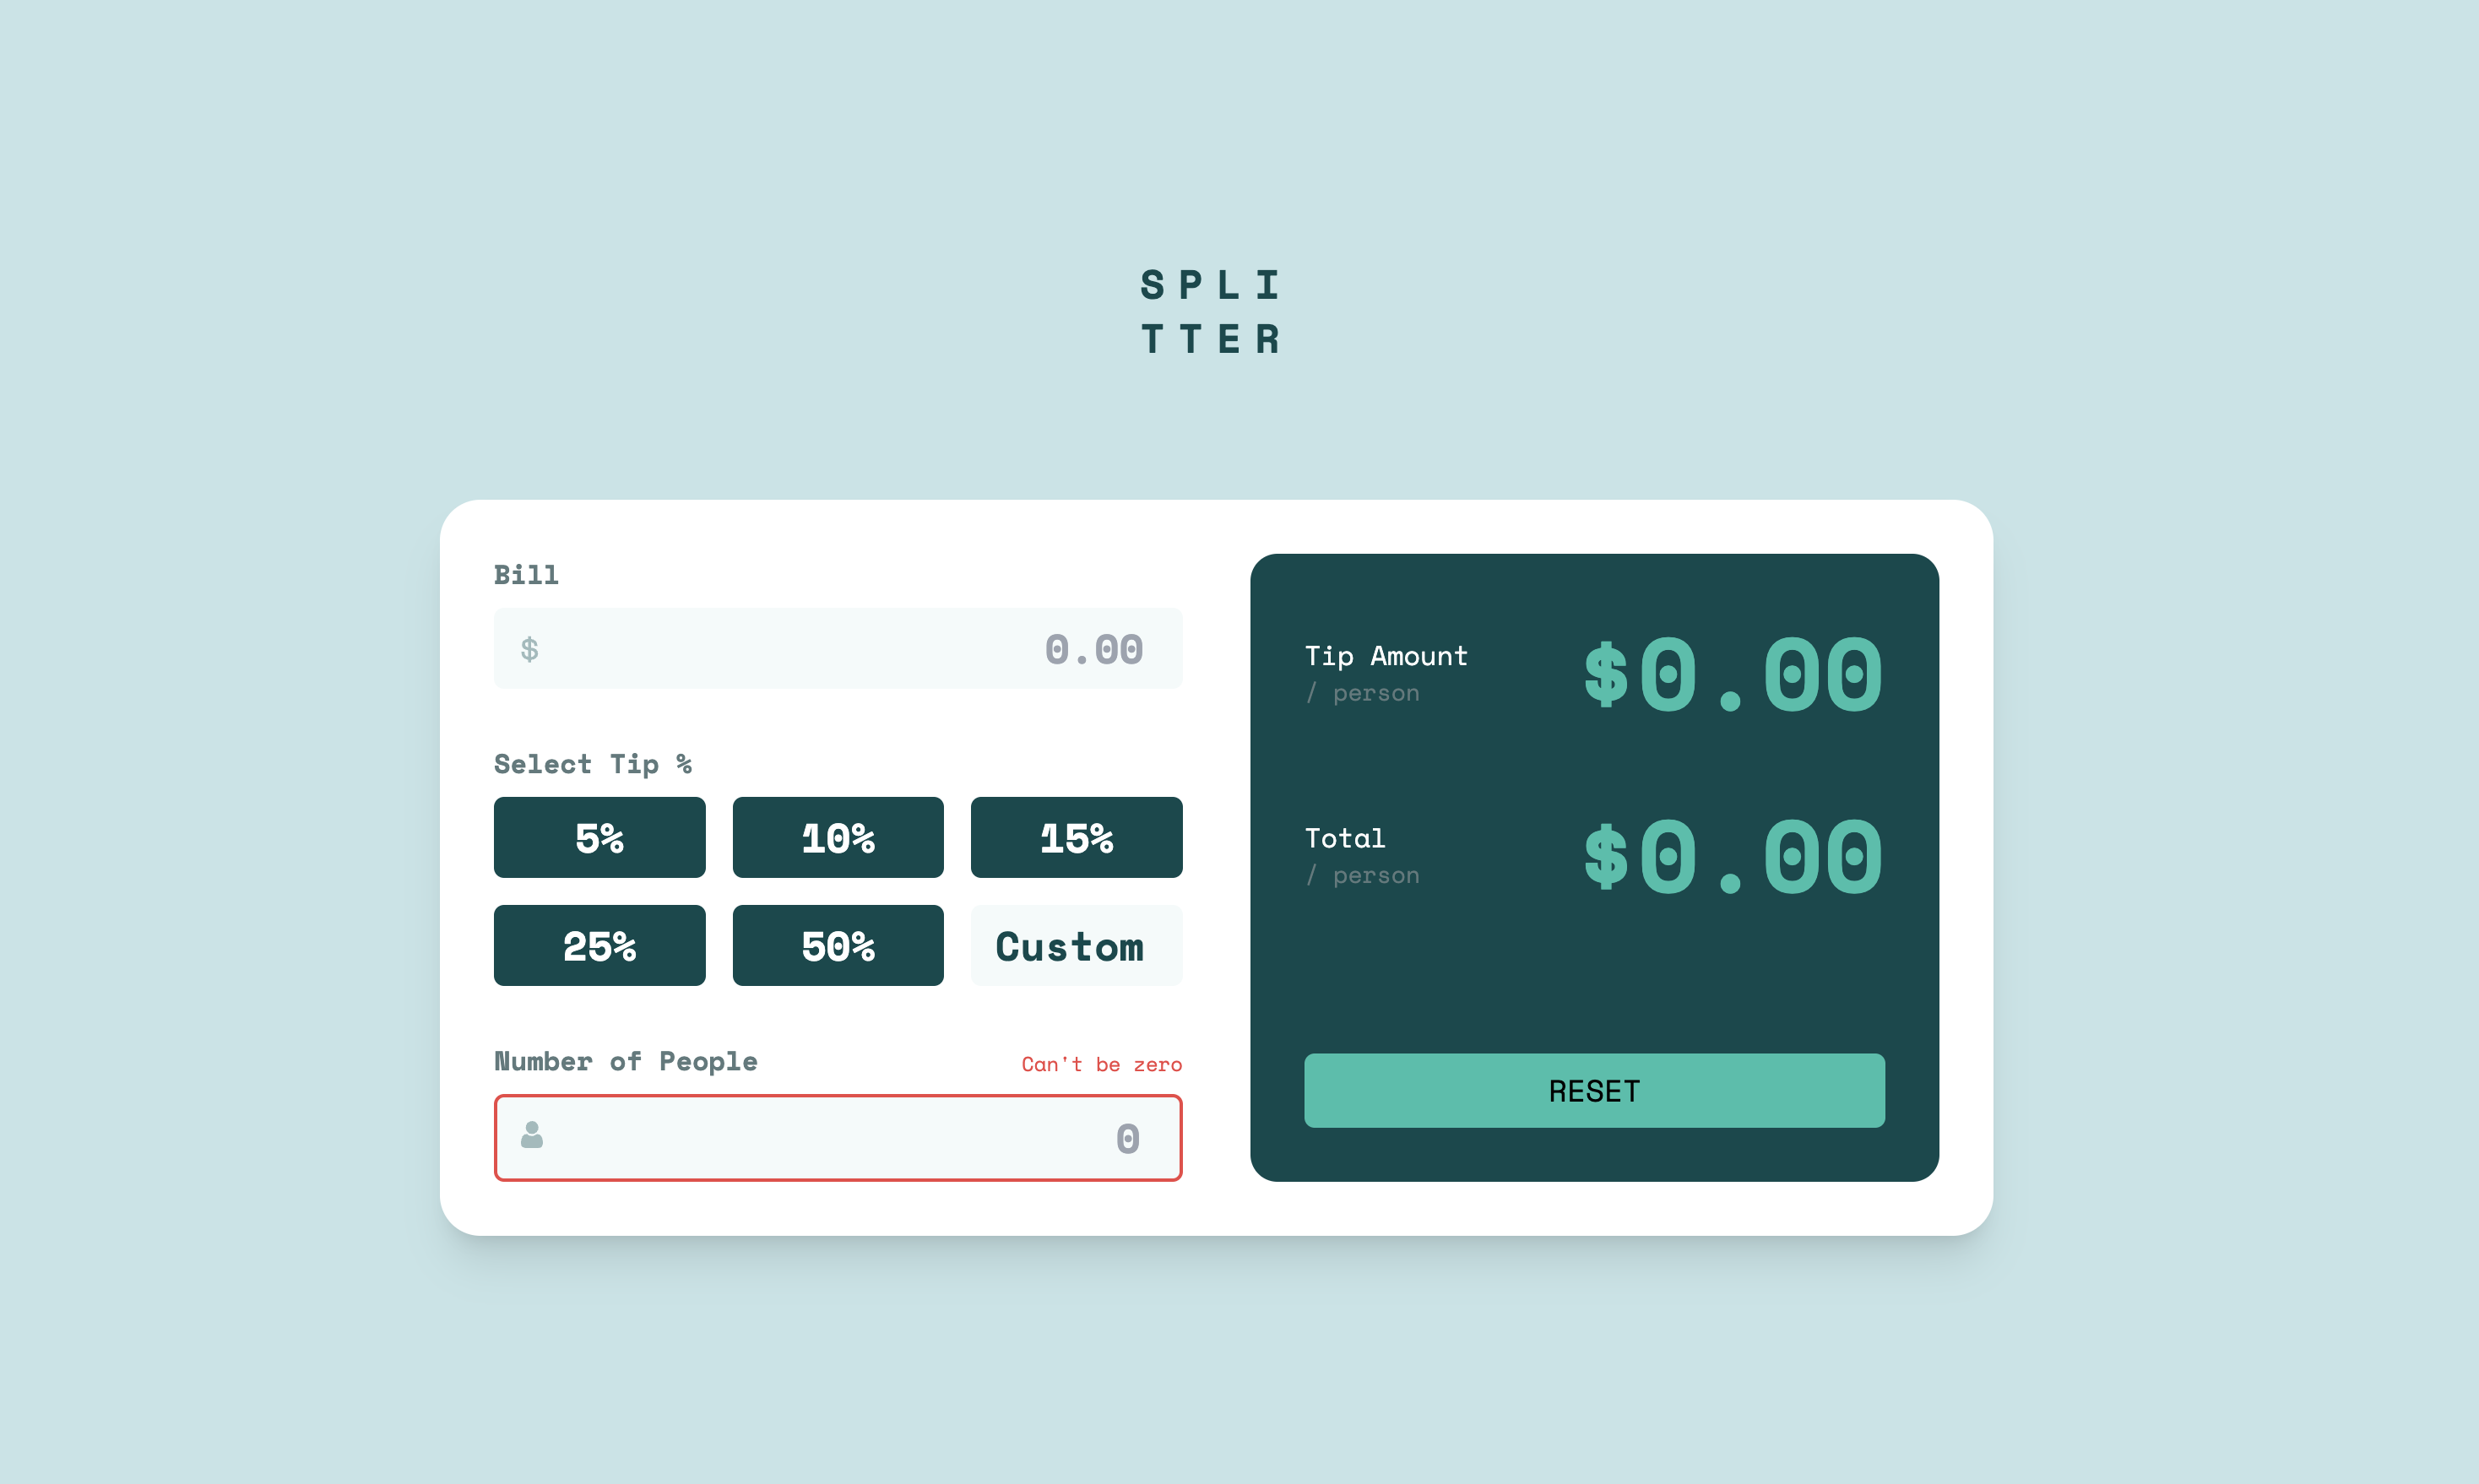 SPLI
TTER
Bill
$ 0.00
Select Tip %
5% 10% 15%
25% 50% Custom
Number of People Can't be zero
0
Tip Amount
/ person
$0.00
Total
/ person
$0.00
RESET